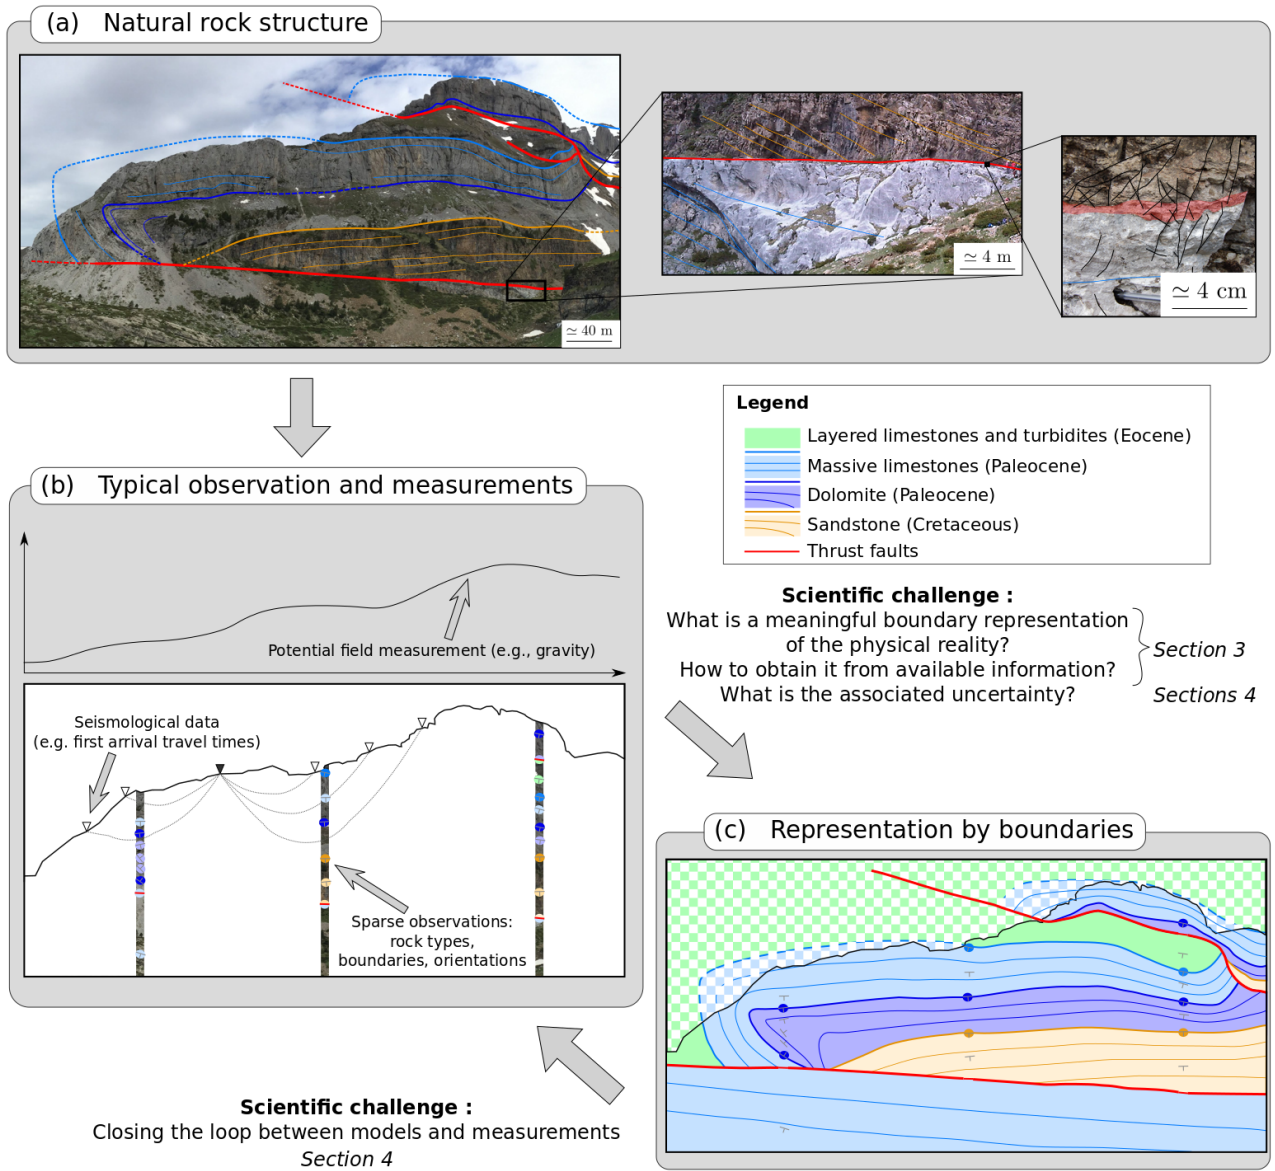 (a) Natural rock structure
≃ 40 m
≃ 4 m
≃ 4 cm
Legend
Layered limestones and turbidites (Eocene)
Massive limestones (Paleocene)
Dolomite (Paleocene)
Sandstone (Cretaceous)
Thrust faults
(b) Typical observation and measurements
Potential field measurement (e.g., gravity)
Seismological data
(e.g. first arrival travel times)
Sparse observations:
rock types,
boundaries, orientations
Scientific challenge :
What is a meaningful boundary representation
of the physical reality?
How to obtain it from available information?
Section 3
What is the associated uncertainty?
Sections 4
(c) Representation by boundaries
Scientific challenge :
Closing the loop between models and measurements
Section 4